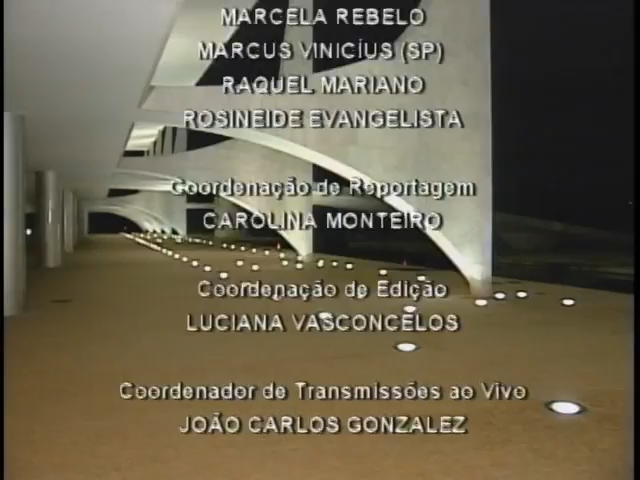 MARCELA REBELO
MARCUS VINICÍUS (SP)
RAQUEL MARIANO
ROSINEIDE EVANGELISTA
Coordenação de Reportagem
CAROLINA MONTEIRO
Coordenação de Edição
LUCIANA VASCONCELOS
Coordenador de Transmissões ao Vivo
JOÃO CARLOS GONZALEZ